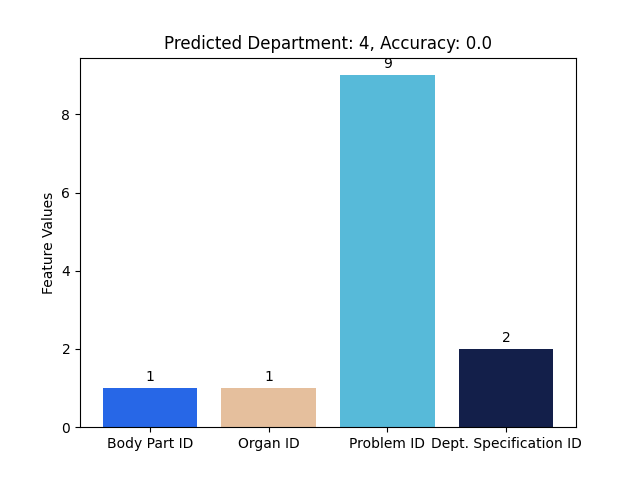 Predicted Department: 4, Accuracy: 0.0
9
8
6
Feature Values
4
2
2
1
1
0
Body Part ID
Organ ID
Problem ID
Dept. Specification ID